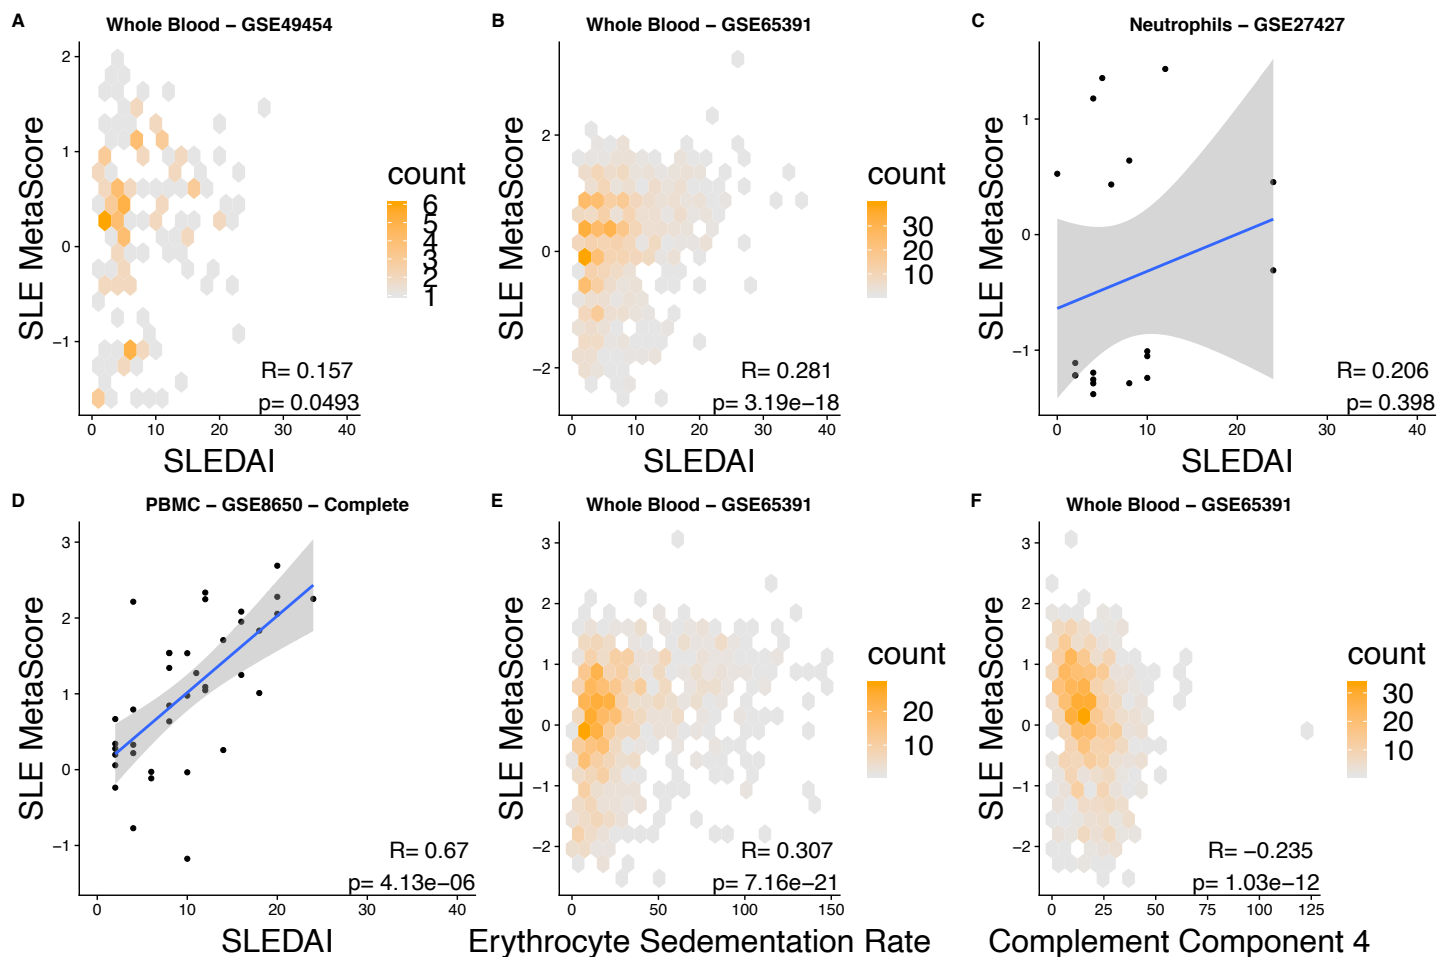 A
Whole Blood – GSE49454
SLE MetaScore
2
1
0
−1
0
10
20
30
40
SLEDAI
count
6
5
4
3
2
1
R= 0.157
p= 0.0493
B
Whole Blood – GSE65391
SLE MetaScore
2
0
−2
0
10
20
30
40
SLEDAI
count
30
20
10
R= 0.281
p= 3.19e−18
C
Neutrophils – GSE27427
SLE MetaScore
1
0
−1
0
10
20
30
40
SLEDAI
R= 0.206
p= 0.398
D
PBMC – GSE8650 – Complete
SLE MetaScore
3
2
1
0
−1
0
10
20
30
40
SLEDAI
R= 0.67
p= 4.13e−06
E
Whole Blood – GSE65391
SLE MetaScore
3
2
1
0
−1
−2
0
50
100
150
Erythrocyte Sedementation Rate
count
20
10
R= 0.307
p= 7.16e−21
F
Whole Blood – GSE65391
SLE MetaScore
3
2
1
0
−1
−2
0
25
50
75
100
125
Complement Component 4
count
30
20
10
R= −0.235
p= 1.03e−12